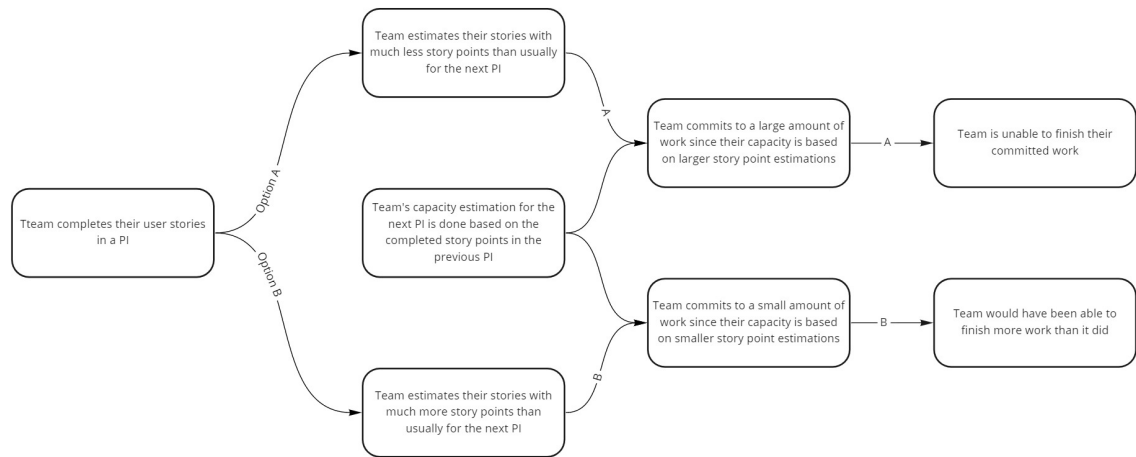 Tteam completes their user stories
in a PI
Option A
Option B
Team estimates their stories with
much less story points than usually
for the next PI
Team's capacity estimation for the
next PI is done based on the
completed story points in the
previous PI
Team estimates their stories with
much more story points than
usually for the next PI
A
B
Team commits to a large amount of
work since their capacity is based
on larger story point estimations
Team commits to a small amount of
work since their capacity is based
on smaller story point estimations
A
B
Team is unable to finish their
committed work
Team would have been able to
finish more work than it did